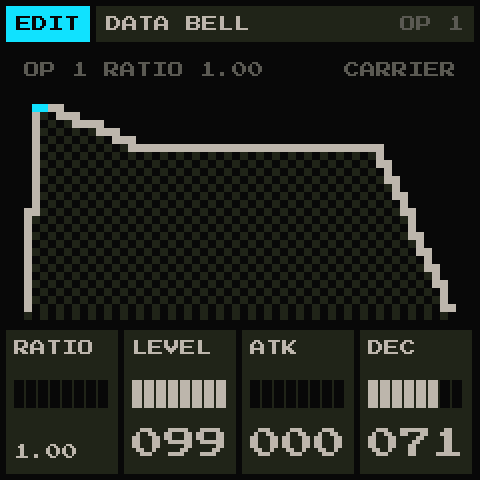 EDIT DATA BELL OP 1
OP 1 RATIO 1.00 CARRIER
RATIO LEVEL ATK DEC
1.00 099 000 071